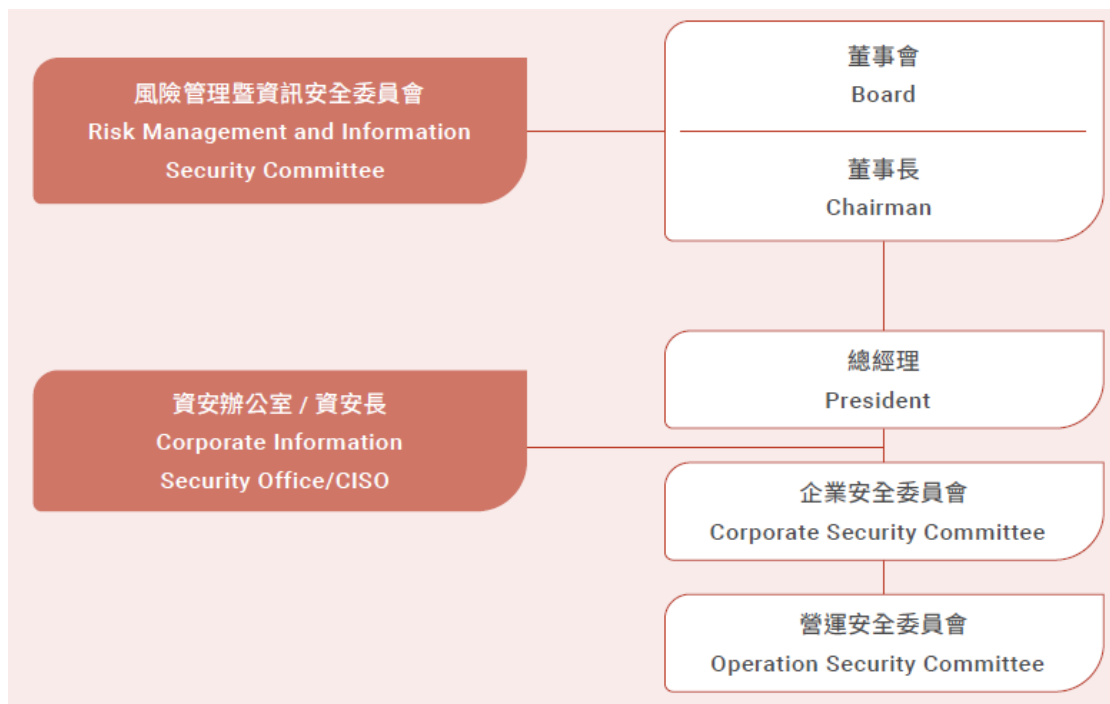 風險管理暨資訊安全委員會
Risk Management and Information
Security Committee
董事會
Board
董事長
Chairman
總經理
President
資安辦公室 / 資安長
Corporate Information
Security Office/CISO
企業安全委員會
Corporate Security Committee
營運安全委員會
Operation Security Committee